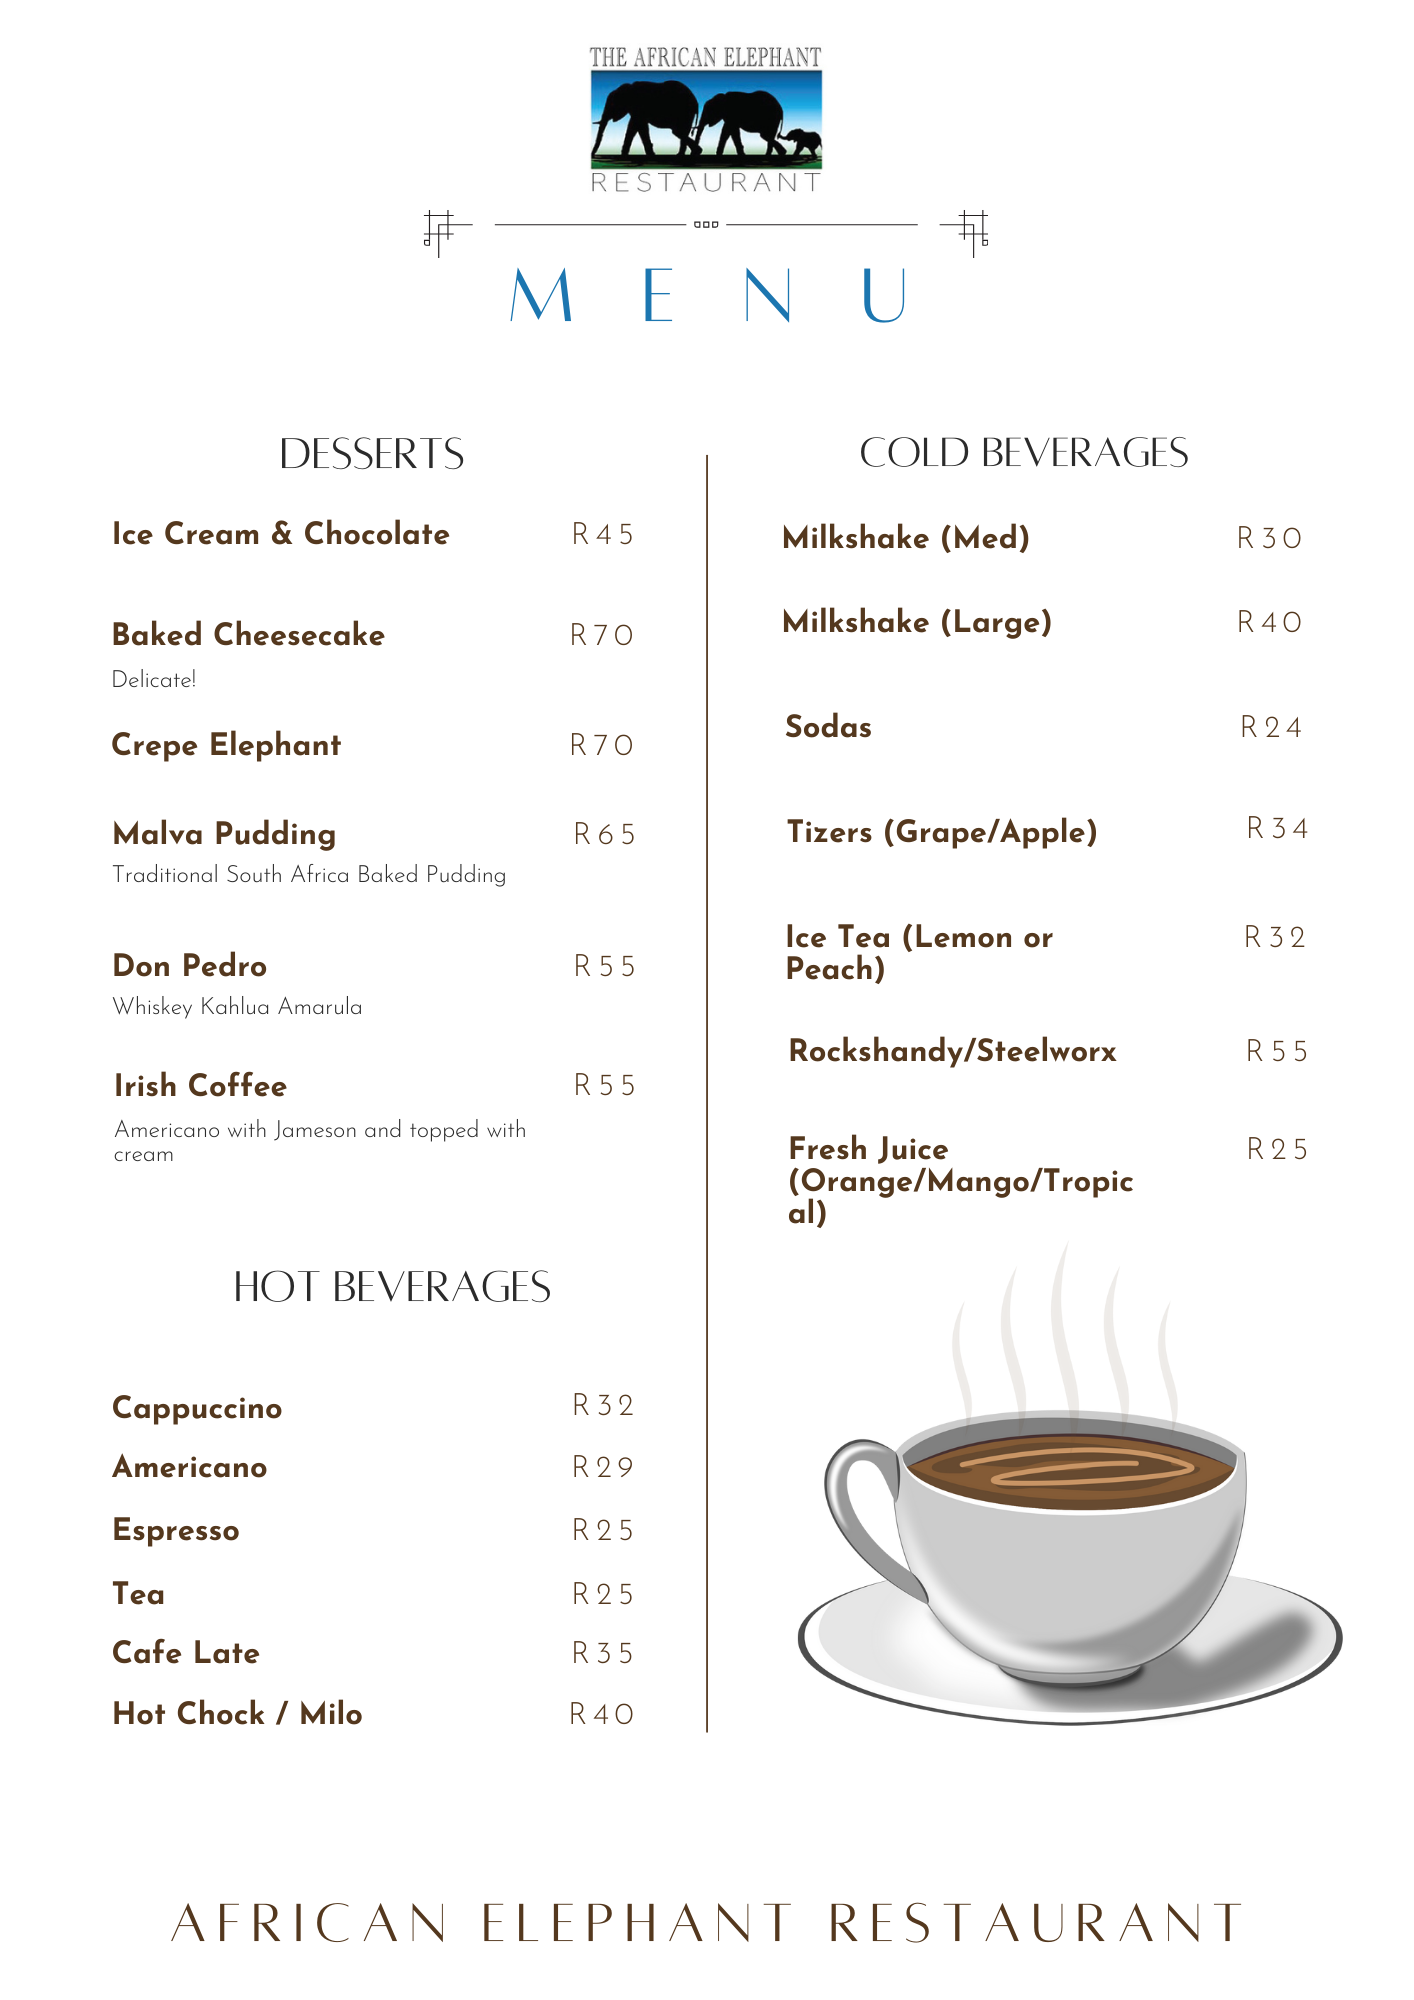 THE AFRICAN ELEPHANT
RESTAURANT
MENU
DESSERTS
Ice Cream & Chocolate R45
Baked Cheesecake R70
Delicate!
Crepe Elephant R70
Malva Pudding R65
Traditional South Africa Baked Pudding
Don Pedro R55
Whiskey Kahlua Amarula
Irish Coffee R55
Americano with Jameson and topped with
cream
HOT BEVERAGES
Cappuccino R32
Americano R29
Espresso R25
Tea R25
Cafe Late R35
Hot Chock / Milo R40
COLD BEVERAGES
Milkshake (Med) R30
Milkshake (Large) R40
Sodas R24
Tizers (Grape/Apple) R34
Ice Tea (Lemon or R32
Peach)
Rockshandy/Steelworx R55
Fresh Juice R25
(Orange/Mango/Tropic
al)
AFRICAN ELEPHANT RESTAURANT